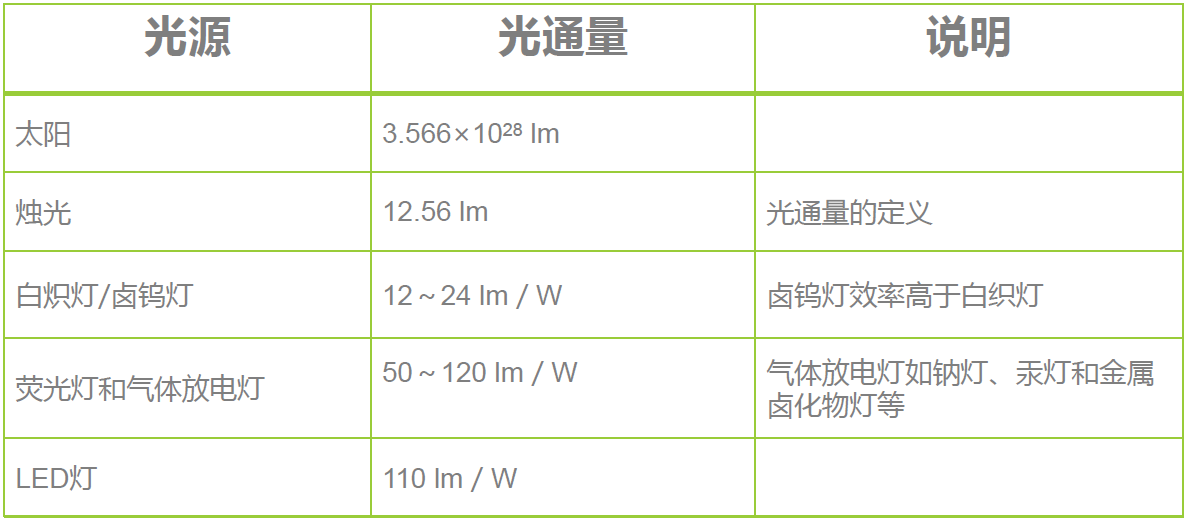 光源 光通量 说明
太阳 3.566×10²⁸ lm
烛光 12.56 lm 光通量的定义
白炽灯/卤钨灯 12～24 lm / W 卤钨灯效率高于白织灯
荧光灯和气体放电灯 50～120 lm / W 气体放电灯如钠灯、汞灯和金属
卤化物灯等
LED灯 110 lm / W